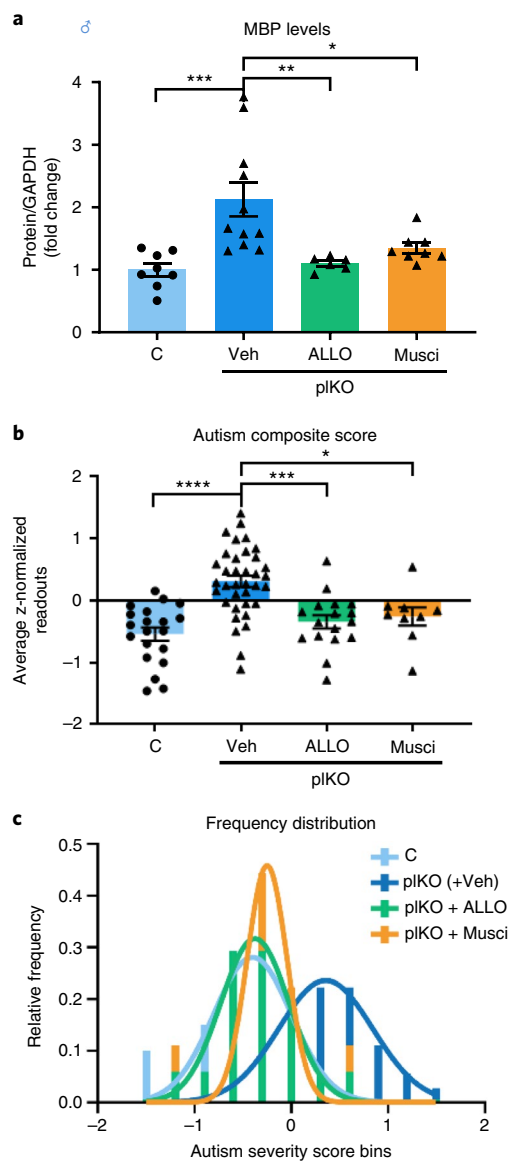 a
♂
MBP levels
*
***
**
4
3
2
1
0
Protein/GAPDH
(fold change)
C
Veh
ALLO
Musci
plKO
b
Autism composite score
*
****
***
2
1
0
−1
−2
Average z-normalized
readouts
C
Veh
ALLO
Musci
plKO
c
Frequency distribution
0.5
0.4
0.3
0.2
0.1
0.0
Relative frequency
C
plKO (+Veh)
plKO + ALLO
plKO + Musci
−2
−1
0
1
2
Autism severity score bins